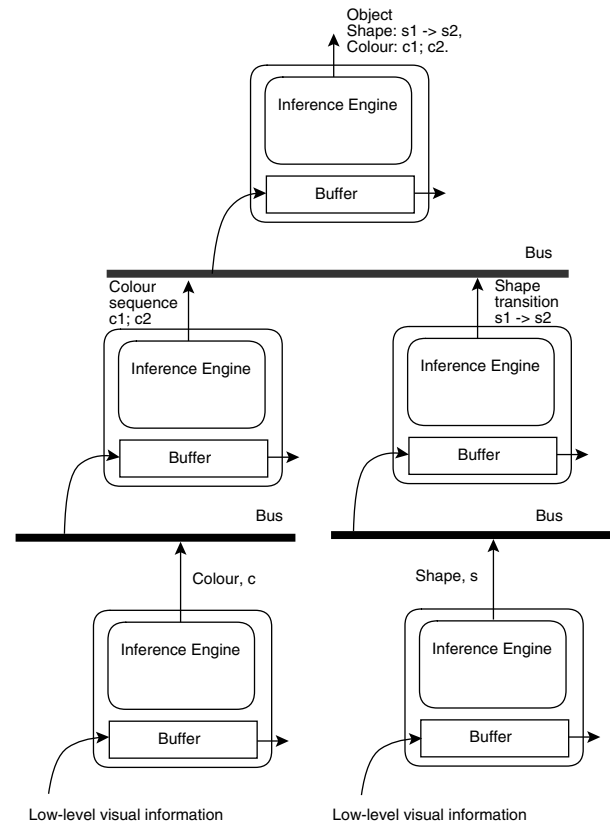 Object
Shape: s1 -> s2,
Colour: c1; c2.
Inference Engine
Buffer
Bus
Colour
sequence
c1; c2
Shape
transition
s1 -> s2
Inference Engine
Inference Engine
Buffer
Buffer
Bus
Bus
Colour, c
Shape, s
Inference Engine
Inference Engine
Buffer
Buffer
Low-level visual information
Low-level visual information